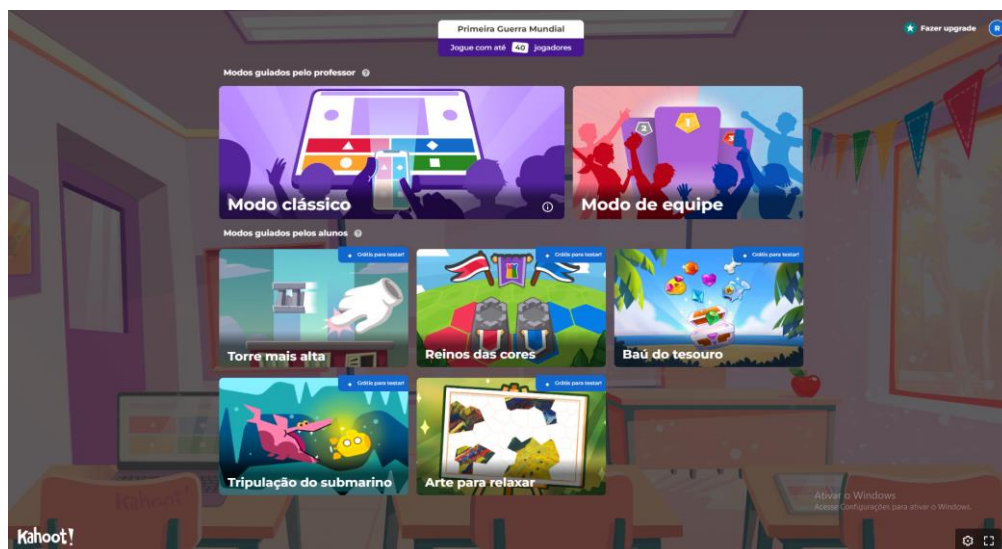 Primeira Guerra Mundial
Jogue com até 40 jogadores
Fazer upgrade
R
Modos guiados pelo professor ?
Modo clássico
Modo de equipe
Modos guiados pelos alunos ?
Grátis para testar!
Grátis para testar!
Grátis para testar!
Torre mais alta
Reinos das cores
Baú do tesouro
Grátis para testar!
Grátis para testar!
Tripulação do submarino
Arte para relaxar
Ativar o Windows
Acesse Configurações para ativar o Windows.
Kahoot!